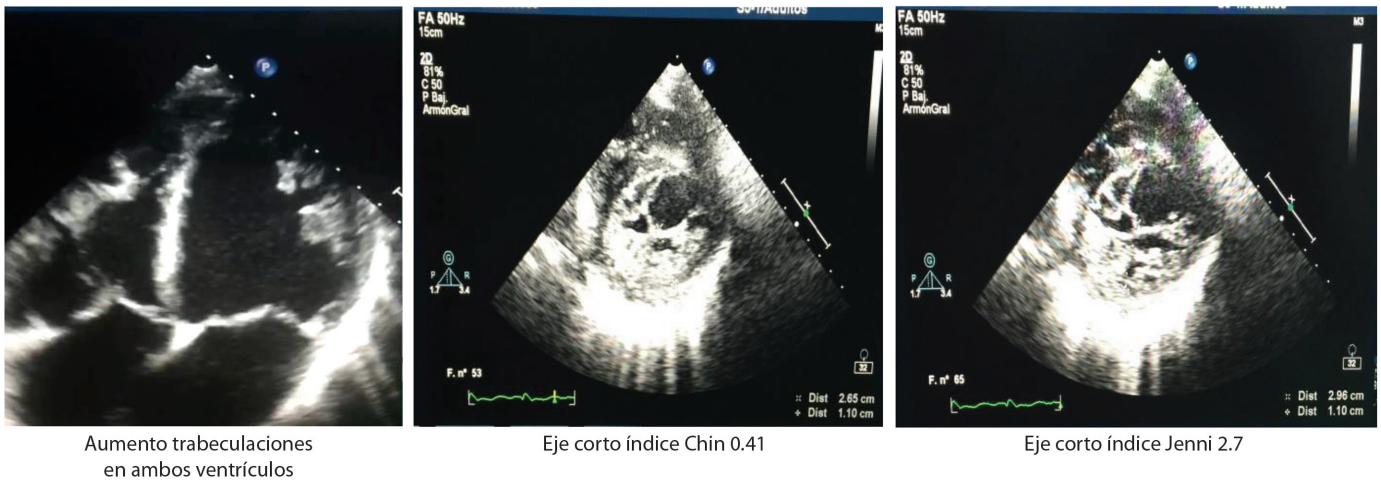 P
Aumento trabeculaciones
en ambos ventrículos
FA 50Hz
15cm
2D
81%
C 50
P Baj.
ArmónGral
P
M3
G
P R
1.7 3.4
F. nº 53
32
Dist 2.65 cm
Dist 1.10 cm
Eje corto índice Chin 0.41
FA 50Hz
15cm
2D
81%
C 50
P Baj.
ArmónGral
P
M3
G
P R
1.7 3.4
F. nº 65
32
Dist 2.96 cm
Dist 1.10 cm
Eje corto índice Jenni 2.7